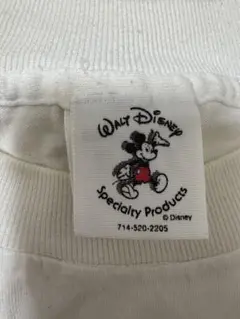 WALT DISNEY
Specialty Products
© Disney
714-520-2205